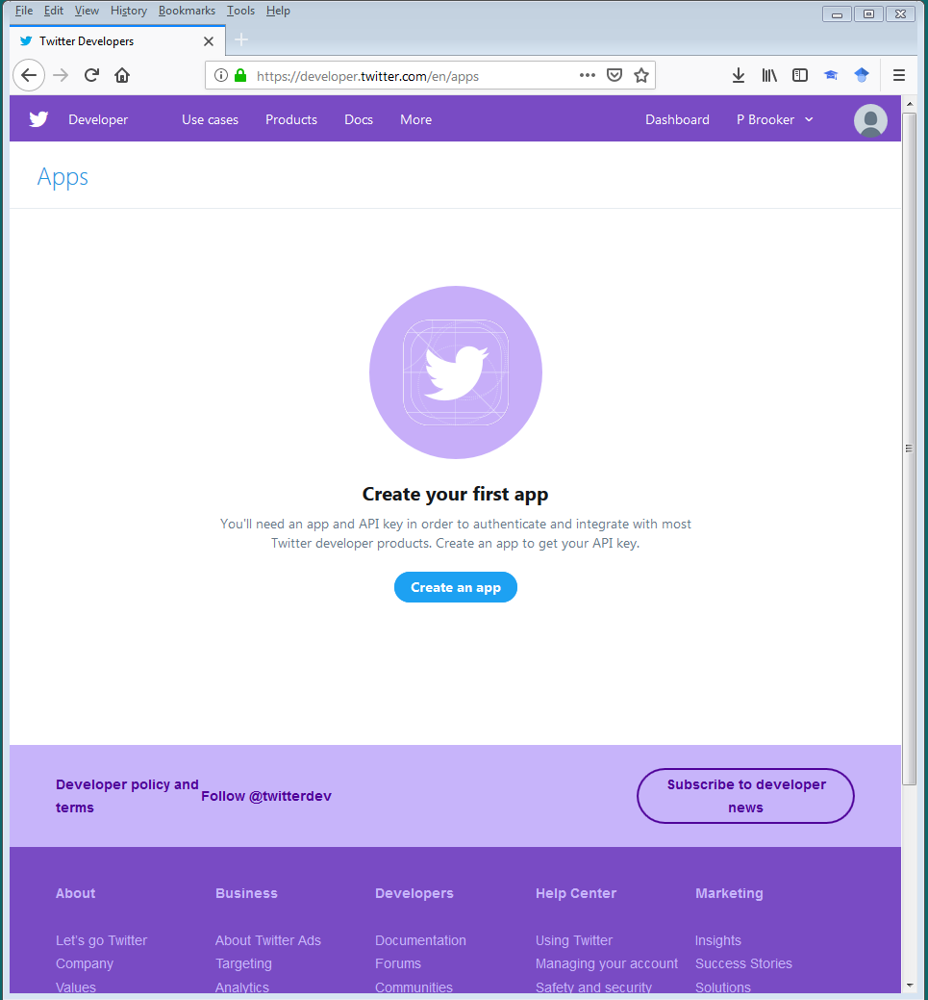 File Edit View History Bookmarks Tools Help
Twitter Developers
https://developer.twitter.com/en/apps
Developer Use cases Products Docs More Dashboard P Brooker
Apps
Create your first app
You'll need an app and API key in order to authenticate and integrate with most
Twitter developer products. Create an app to get your API key.
Create an app
Developer policy and
terms
Follow @twitterdev
Subscribe to developer
news
About Business Developers Help Center Marketing
Let's go Twitter About Twitter Ads Documentation Using Twitter Insights
Company Targeting Forums Managing your account Success Stories
Values Analytics Communities Safety and security Solutions